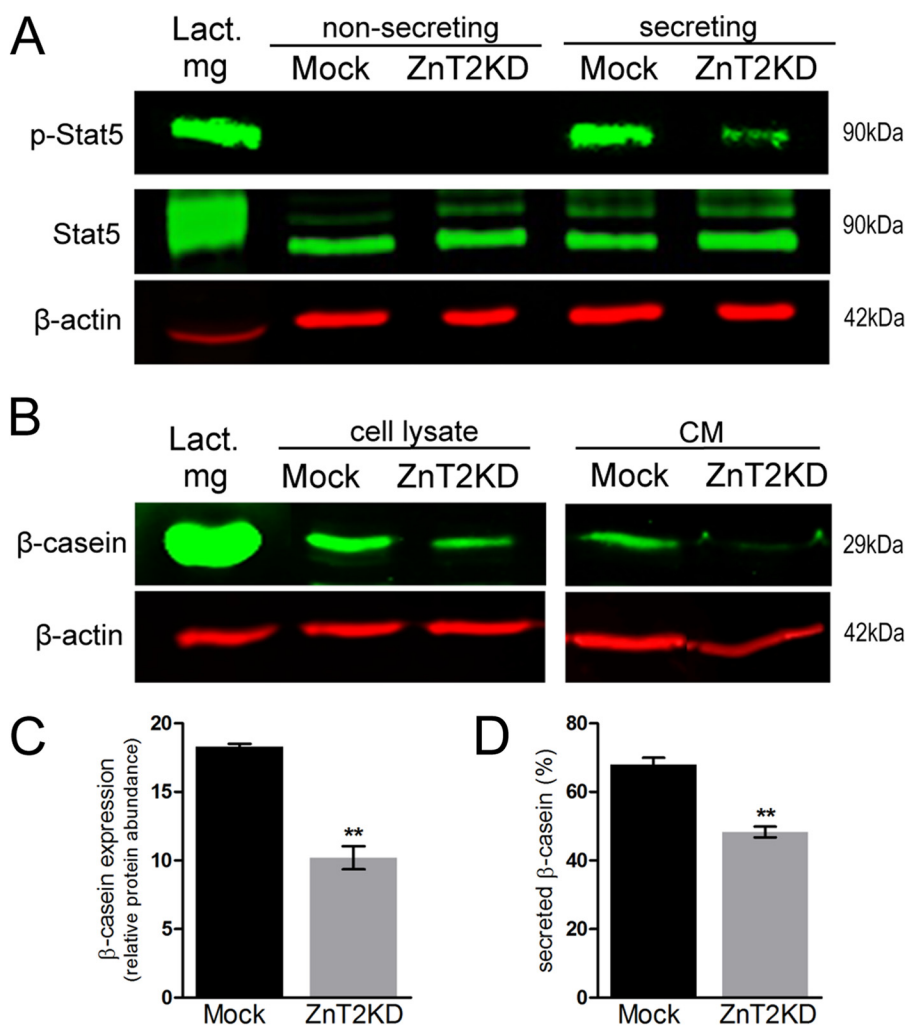 A
Lact.
mg
non-secreting
secreting
Mock ZnT2KD Mock ZnT2KD
p-Stat5 90kDa
Stat5 90kDa
β-actin 42kDa
B
Lact.
mg
cell lysate
CM
Mock ZnT2KD Mock ZnT2KD
β-casein 29kDa
β-actin 42kDa
C
β-casein expression
(relative protein abundance)
20
15
10
5
0
**
Mock ZnT2KD
D
secreted β-casein (%)
80
60
40
20
0
**
Mock ZnT2KD